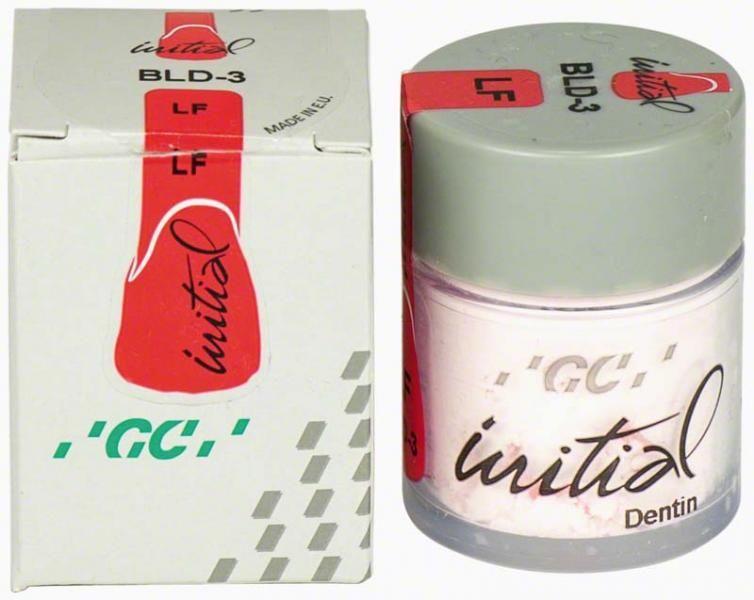 initial
BLD-3
LF
MADE IN E.U.
LF
initial
GC
LF
BLD-3
initial
GC
initial
Dentin